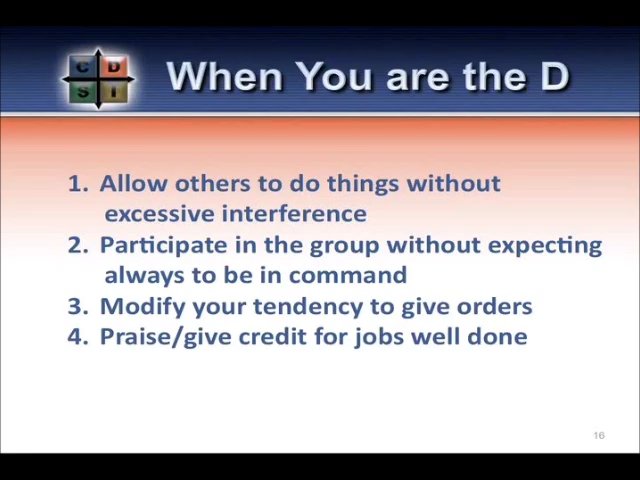 C D
S I
When You are the D
1. Allow others to do things without
excessive interference
2. Participate in the group without expecting
always to be in command
3. Modify your tendency to give orders
4. Praise/give credit for jobs well done
16